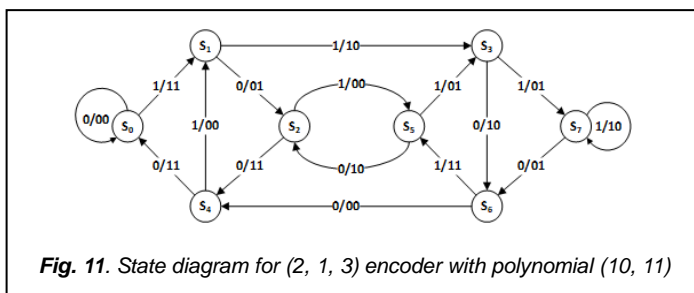 S1
1/10
S3
1/11
0/01
1/00
1/01
1/01
0/00
S0
1/00
S2
S5
0/10
S7
1/10
0/11
0/11
0/10
1/11
0/01
S4
0/00
S6
Fig. 11. State diagram for (2, 1, 3) encoder with polynomial (10, 11)